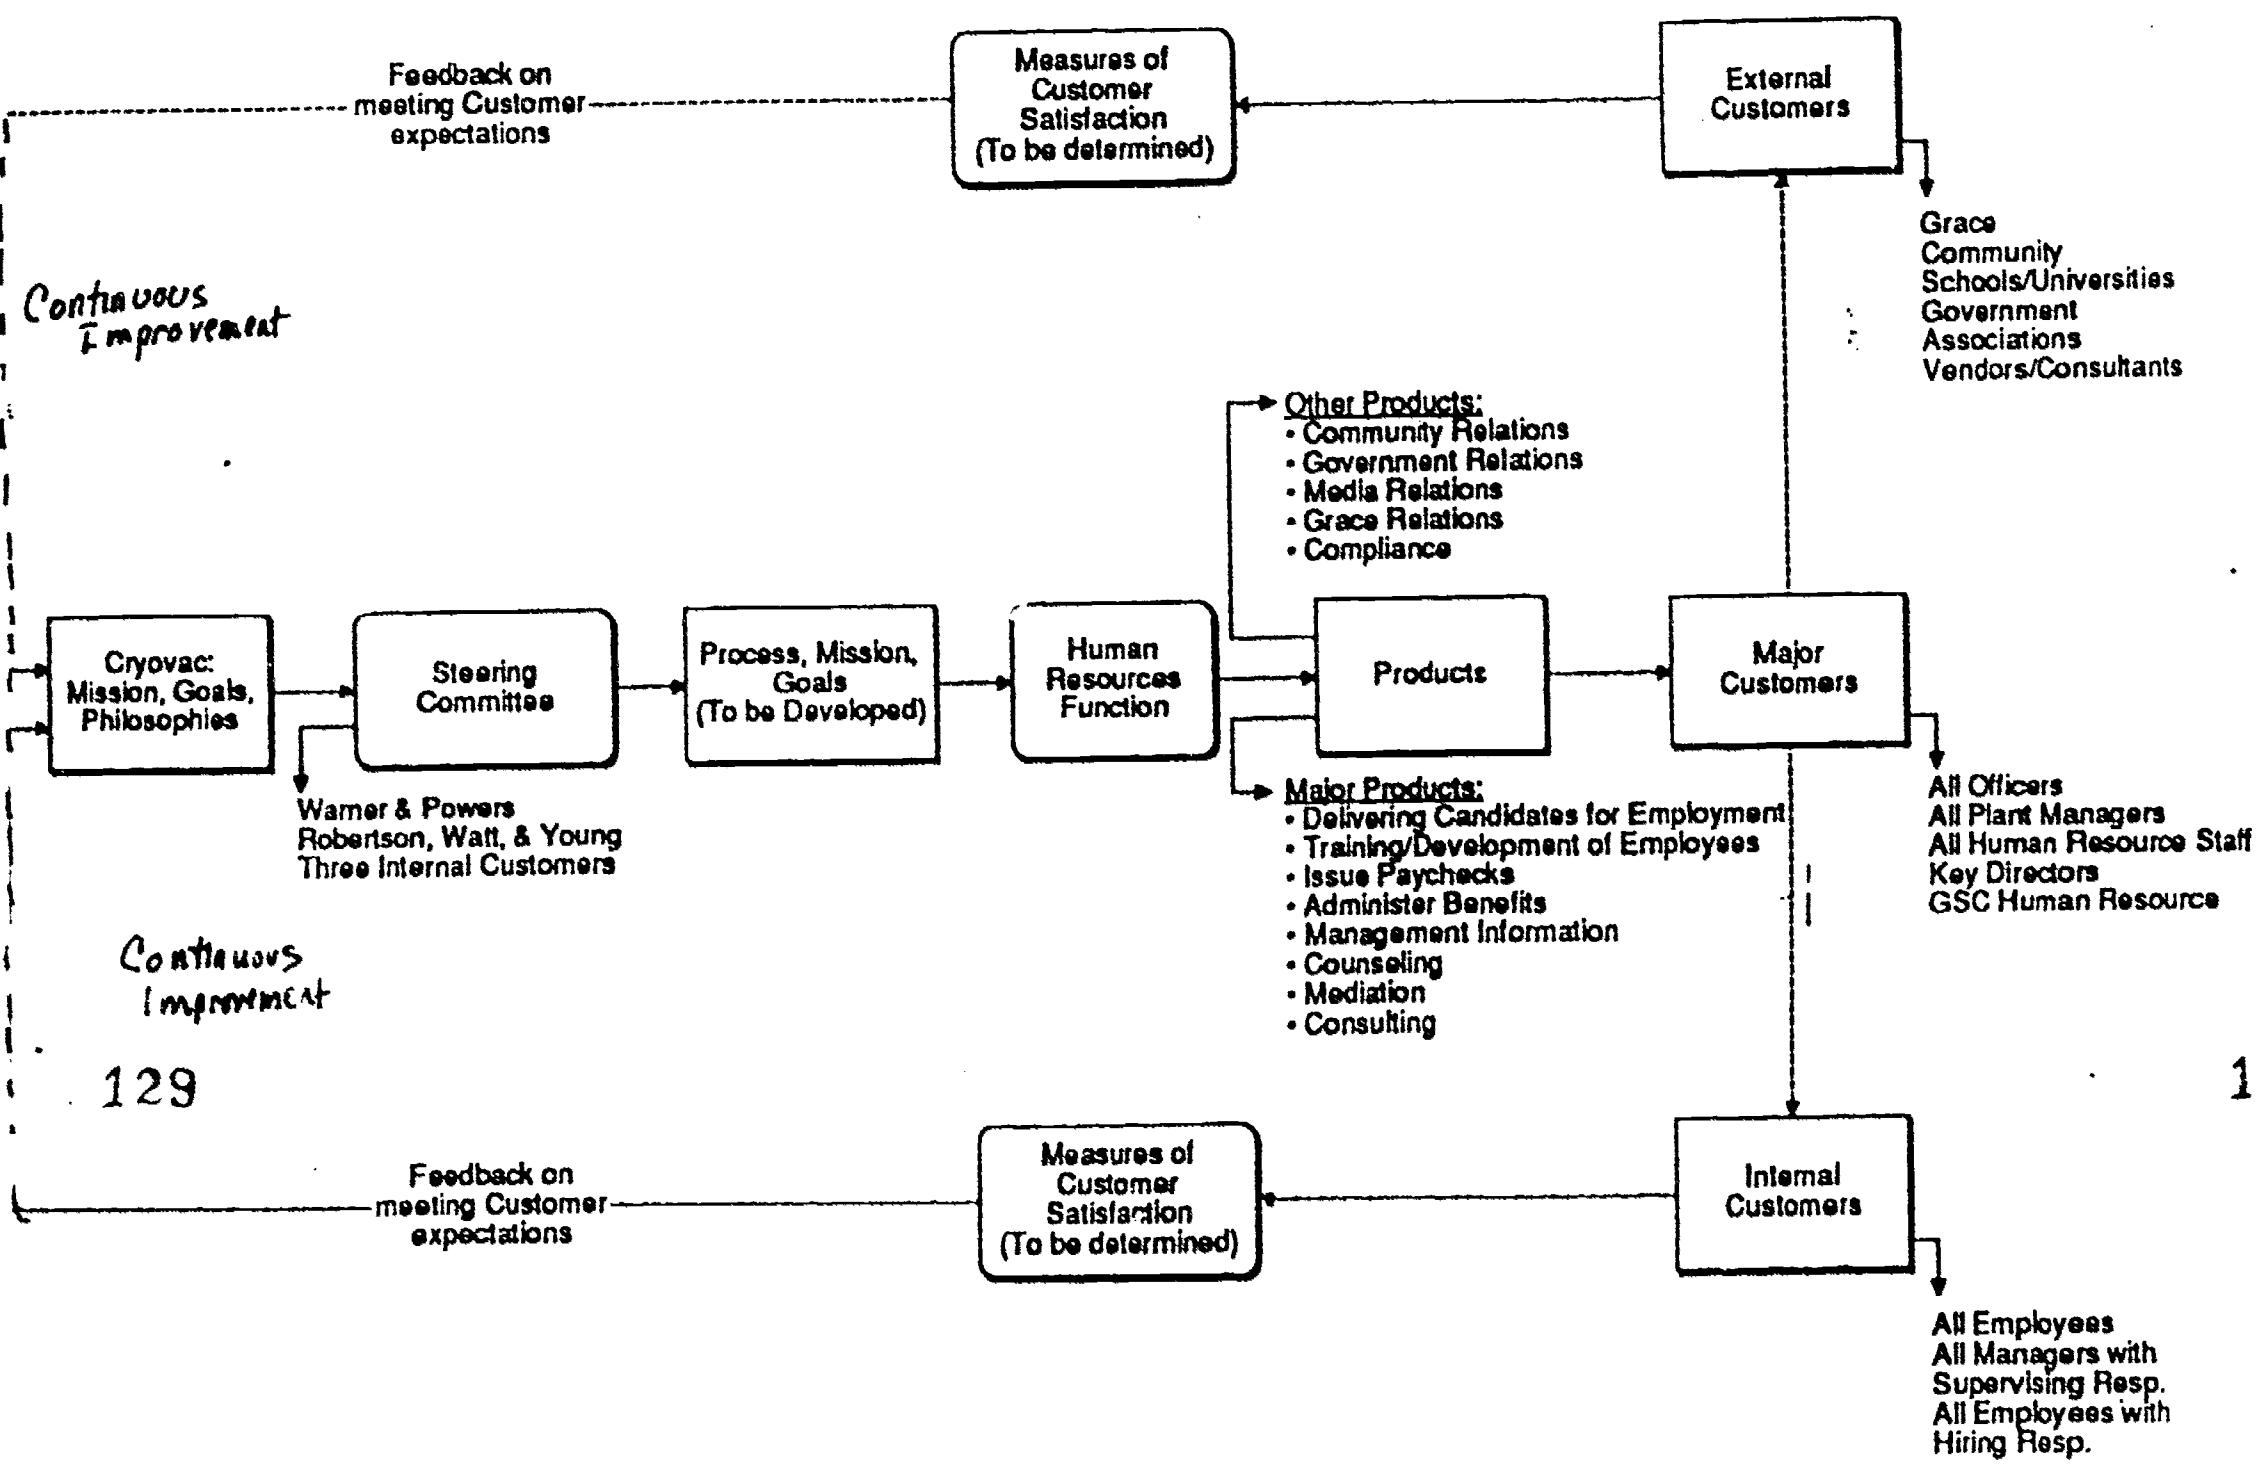 Feedback on
meeting Customer
expectations
Measures of
Customer
Satisfaction
(To be determined)
External
Customers
Grace
Community
Schools/Universities
Government
Associations
Vendors/Consultants
Continuous
Improvement
Other Products:
• Community Relations
• Government Relations
• Media Relations
• Grace Relations
• Compliance
Cryovac:
Mission, Goals,
Philosophies
Steering
Committee
Process, Mission,
Goals
(To be Developed)
Human
Resources
Function
Products
Major
Customers
Warner & Powers
Robertson, Watt, & Young
Three Internal Customers
Major Products:
• Delivering Candidates for Employment
• Training/Development of Employees
• Issue Paychecks
• Administer Benefits
• Management Information
• Counseling
• Mediation
• Consulting
All Officers
All Plant Managers
All Human Resource Staff
Key Directors
GSC Human Resource
Continuous
Improvement
129
1
Feedback on
meeting Customer
expectations
Measures of
Customer
Satisfaction
(To be determined)
Internal
Customers
All Employees
All Managers with
Supervising Resp.
All Employees with
Hiring Resp.